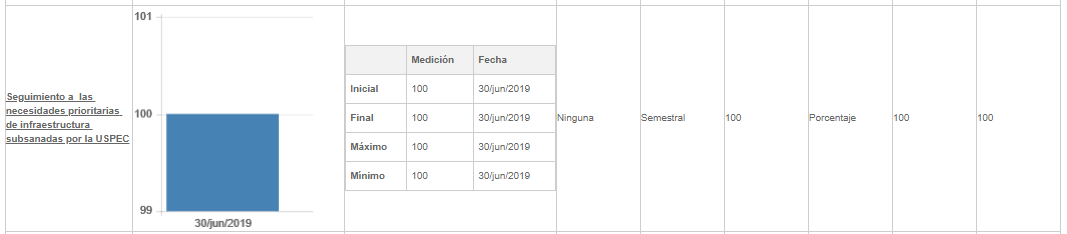 Seguimiento a las
necesidades prioritarias
de infraestructura
subsanadas por la USPEC
101
100
99
30/jun/2019
Medición Fecha
Inicial 100 30/jun/2019
Final 100 30/jun/2019
Máximo 100 30/jun/2019
Mínimo 100 30/jun/2019
Ninguna Semestral 100 Porcentaje 100 100